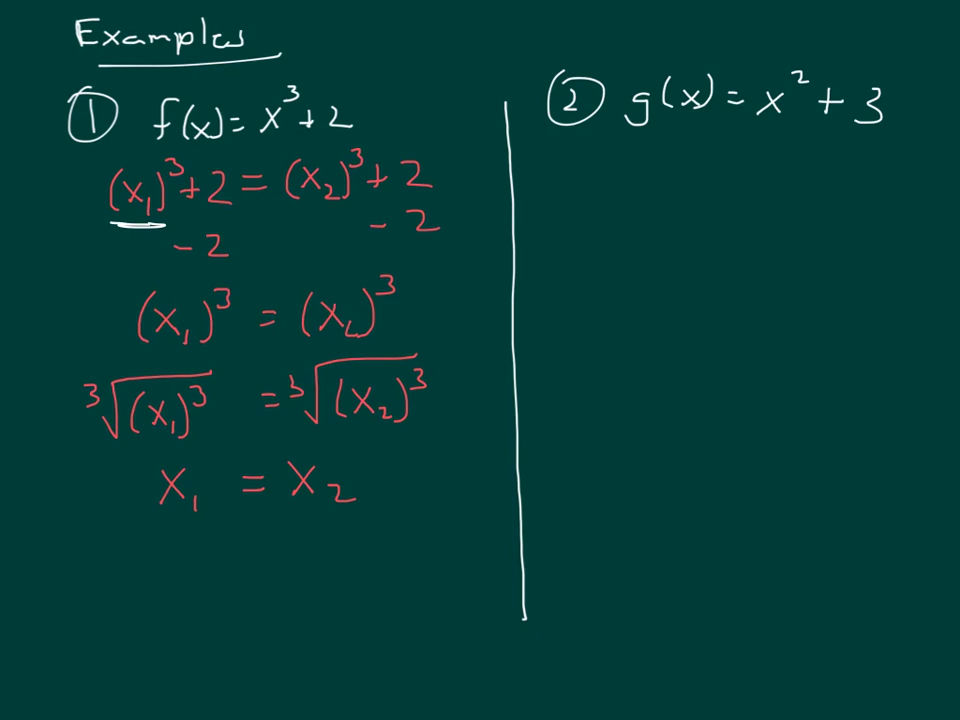 Examples
① f(x) = x³ + 2
(x₁)³ + 2 = (x₂)³ + 2
- 2 - 2
(x₁)³ = (x₂)³
³√(x₁)³ = ³√(x₂)³
x₁ = x₂
② g(x) = x² + 3